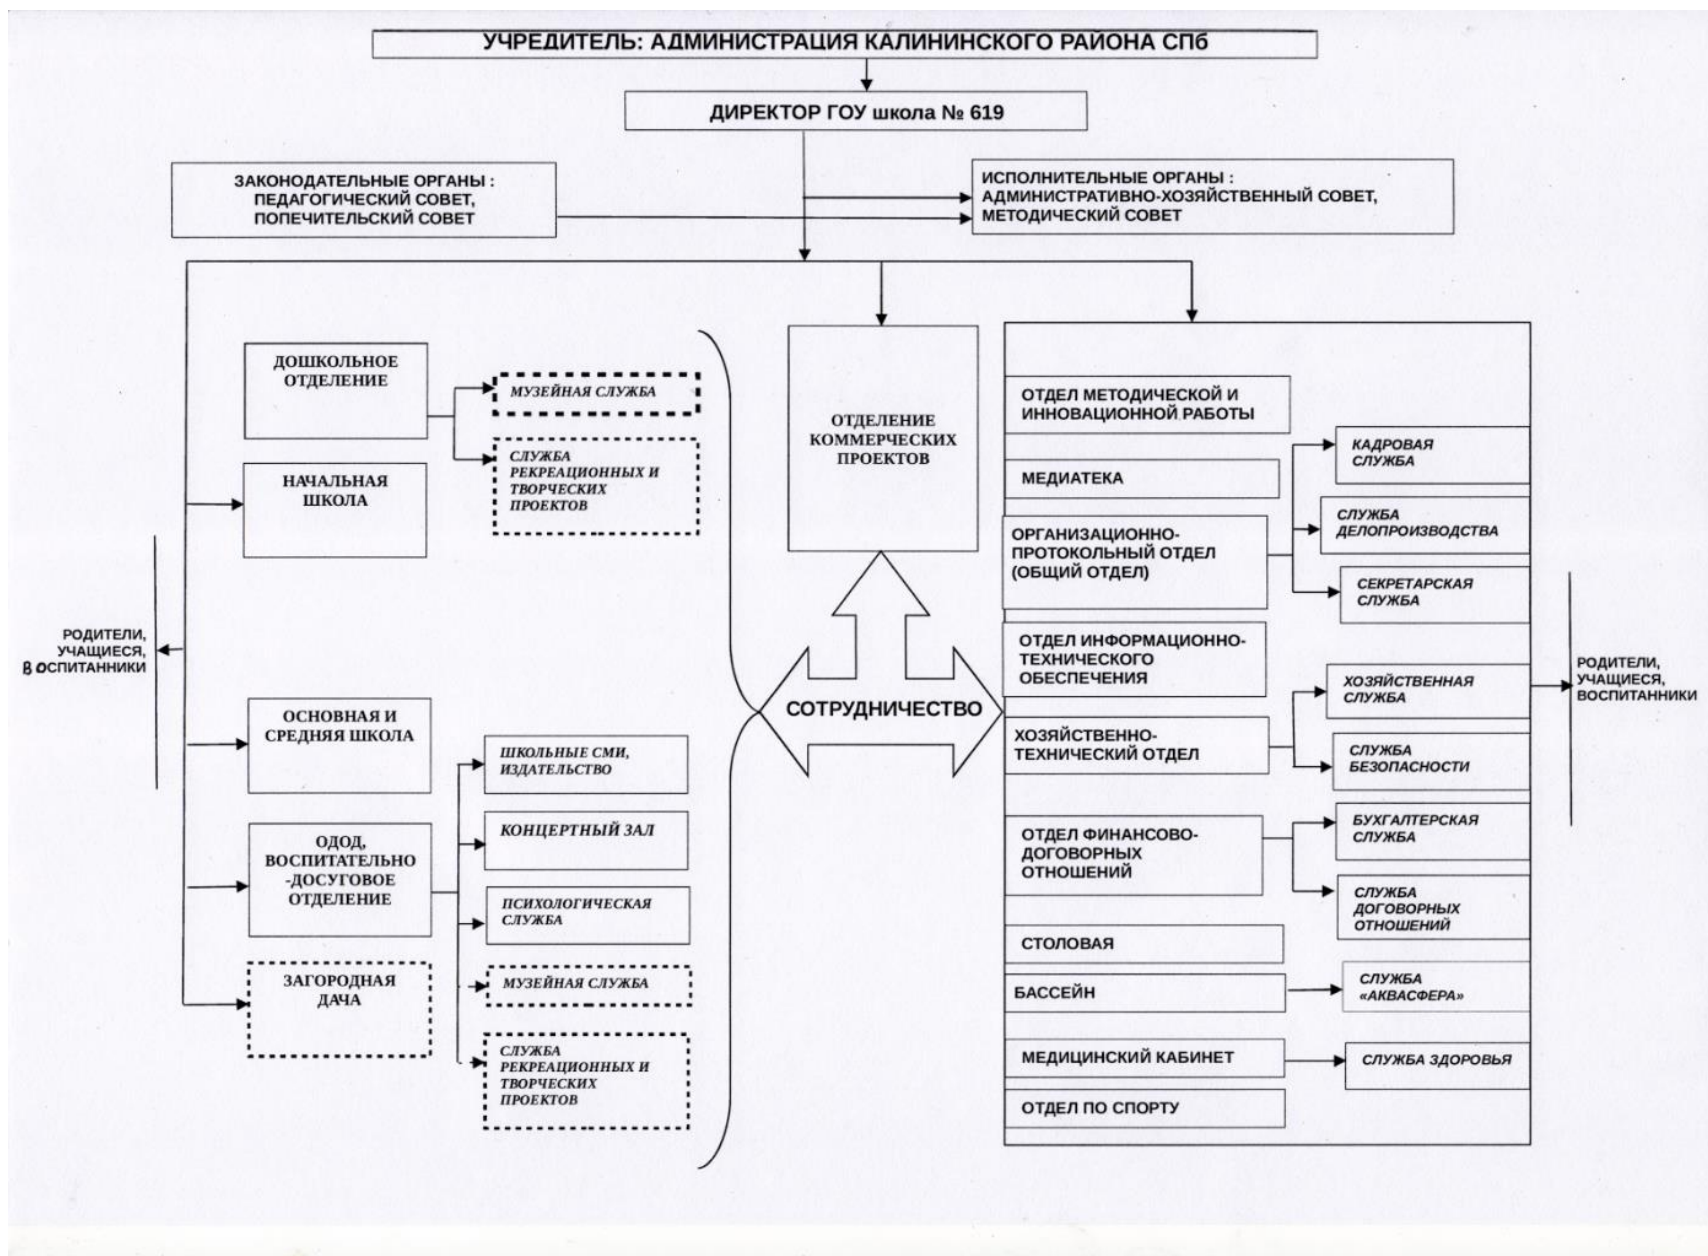 УЧРЕДИТЕЛЬ: АДМИНИСТРАЦИЯ КАЛИНИНСКОГО РАЙОНА СПб
ДИРЕКТОР ГОУ школа № 619
ЗАКОНОДАТЕЛЬНЫЕ ОРГАНЫ :
ПЕДАГОГИЧЕСКИЙ СОВЕТ,
ПОПЕЧИТЕЛЬСКИЙ СОВЕТ
ИСПОЛНИТЕЛЬНЫЕ ОРГАНЫ :
АДМИНИСТРАТИВНО-ХОЗЯЙСТВЕННЫЙ СОВЕТ,
МЕТОДИЧЕСКИЙ СОВЕТ
РОДИТЕЛИ,
УЧАЩИЕСЯ,
ВОСПИТАННИКИ
ДОШКОЛЬНОЕ
ОТДЕЛЕНИЕ
МУЗЕЙНАЯ СЛУЖБА
СЛУЖБА
РЕКРЕАЦИОННЫХ И
ТВОРЧЕСКИХ
ПРОЕКТОВ
НАЧАЛЬНАЯ
ШКОЛА
ОСНОВНАЯ И
СРЕДНЯЯ ШКОЛА
ОДОД,
ВОСПИТАТЕЛЬНО
-ДОСУГОВОЕ
ОТДЕЛЕНИЕ
ШКОЛЬНЫЕ СМИ,
ИЗДАТЕЛЬСТВО
КОНЦЕРТНЫЙ ЗАЛ
ПСИХОЛОГИЧЕСКАЯ
СЛУЖБА
МУЗЕЙНАЯ СЛУЖБА
СЛУЖБА
РЕКРЕАЦИОННЫХ И
ТВОРЧЕСКИХ
ПРОЕКТОВ
ЗАГОРОДНАЯ
ДАЧА
ОТДЕЛЕНИЕ
КОММЕРЧЕСКИХ
ПРОЕКТОВ
СОТРУДНИЧЕСТВО
ОТДЕЛ МЕТОДИЧЕСКОЙ И
ИННОВАЦИОННОЙ РАБОТЫ
МЕДИАТЕКА
ОРГАНИЗАЦИОННО-
ПРОТОКОЛЬНЫЙ ОТДЕЛ
(ОБЩИЙ ОТДЕЛ)
КАДРОВАЯ
СЛУЖБА
СЛУЖБА
ДЕЛОПРОИЗВОДСТВА
СЕКРЕТАРСКАЯ
СЛУЖБА
ОТДЕЛ ИНФОРМАЦИОННО-
ТЕХНИЧЕСКОГО
ОБЕСПЕЧЕНИЯ
ХОЗЯЙСТВЕННО-
ТЕХНИЧЕСКИЙ ОТДЕЛ
ХОЗЯЙСТВЕННАЯ
СЛУЖБА
СЛУЖБА
БЕЗОПАСНОСТИ
ОТДЕЛ ФИНАНСОВО-
ДОГОВОРНЫХ
ОТНОШЕНИЙ
БУХГАЛТЕРСКАЯ
СЛУЖБА
СЛУЖБА
ДОГОВОРНЫХ
ОТНОШЕНИЙ
СТОЛОВАЯ
БАССЕЙН
СЛУЖБА
«АКВАСФЕРА»
МЕДИЦИНСКИЙ КАБИНЕТ
СЛУЖБА ЗДОРОВЬЯ
ОТДЕЛ ПО СПОРТУ
РОДИТЕЛИ,
УЧАЩИЕСЯ,
ВОСПИТАННИКИ